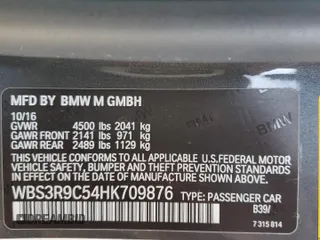 MFD BY BMW M GMBH
10/16
GVWR 4500 lbs 2041 kg
GAWR FRONT 2141 lbs 971 kg
GAWR REAR 2489 lbs 1129 kg
THIS VEHICLE CONFORMS TO ALL APPLICABLE
U.S.FEDERAL MOTOR
VEHICLE SAFETY, BUMPER, AND THEFT PREVENTION
STANDARDS IN EFFECT ON THE DATE OF
MANUFACTURE SHOWN ABOVE.
WBS3R9C54HK709876 TYPE: PASSENGER CAR
B39/
7 315 814